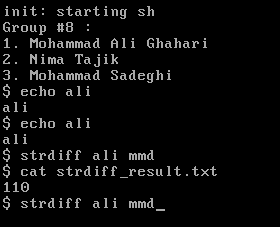 init: starting sh
Group #8 :
1. Mohammad Ali Ghahari
2. Nima Tajik
3. Mohammad Sadeghi
$ echo ali
ali
$ echo ali
ali
$ strdiff ali mmd
$ cat strdiff_result.txt
110
$ strdiff ali mmd_